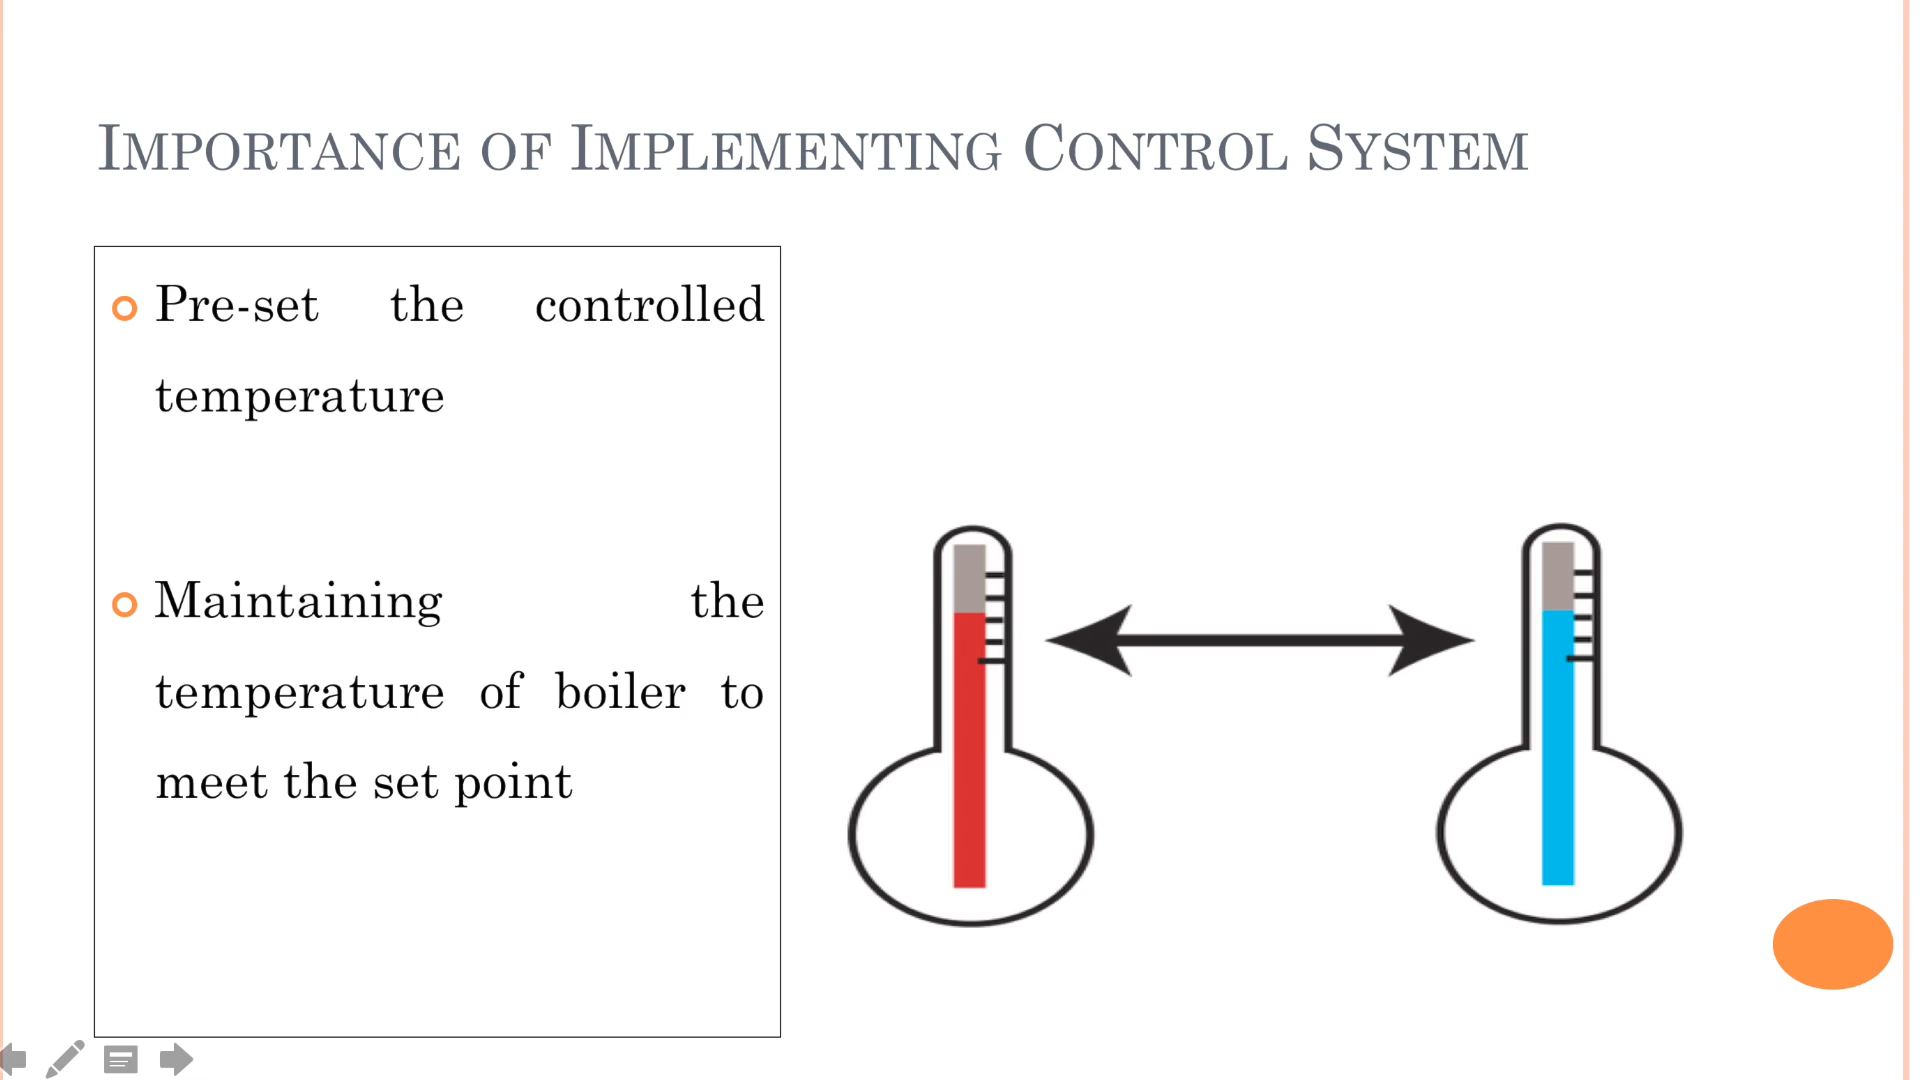 Importance of Implementing Control System
Pre-set the controlled
temperature
Maintaining the
temperature of boiler to
meet the set point